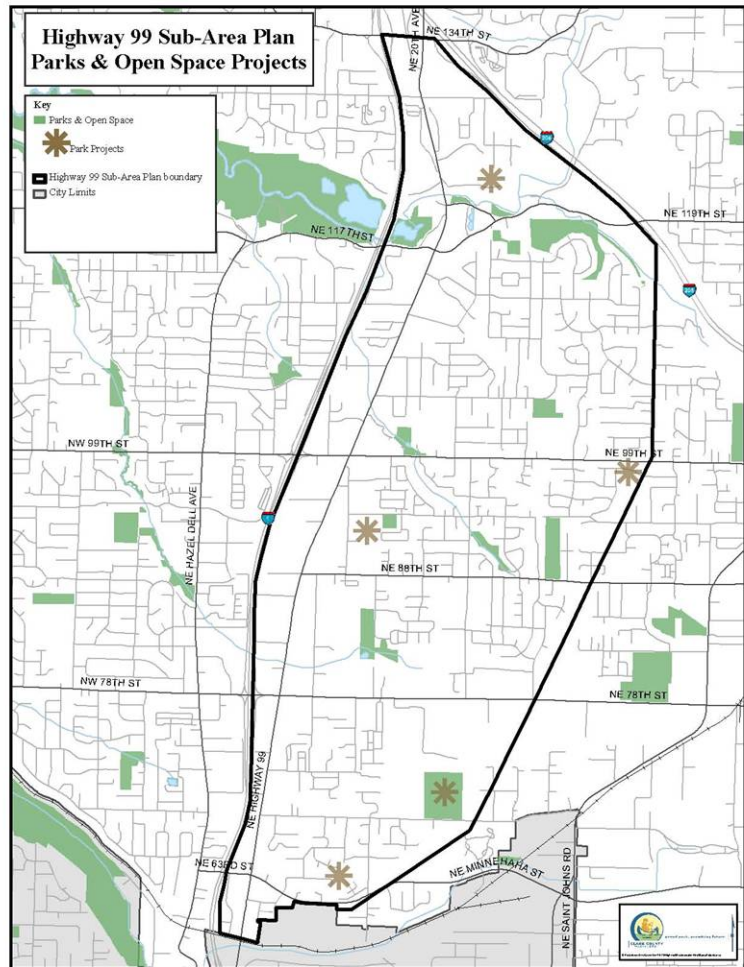 Highway 99 Sub-Area Plan
Parks & Open Space Projects
Key
Parks & Open Space
Park Projects
Highway 99 Sub-Area Plan boundary
City Limits
NE 20TH AVE
NE 134TH ST
NE 117TH ST
NE 119TH ST
NW 99TH ST
NE 99TH ST
NE HAZEL DELL AVE
NE 88TH ST
NW 78TH ST
NE 78TH ST
NE HIGHWAY 99
NE 63RD ST
NE MINNEHAHA ST
NE SAINT JOHNS RD